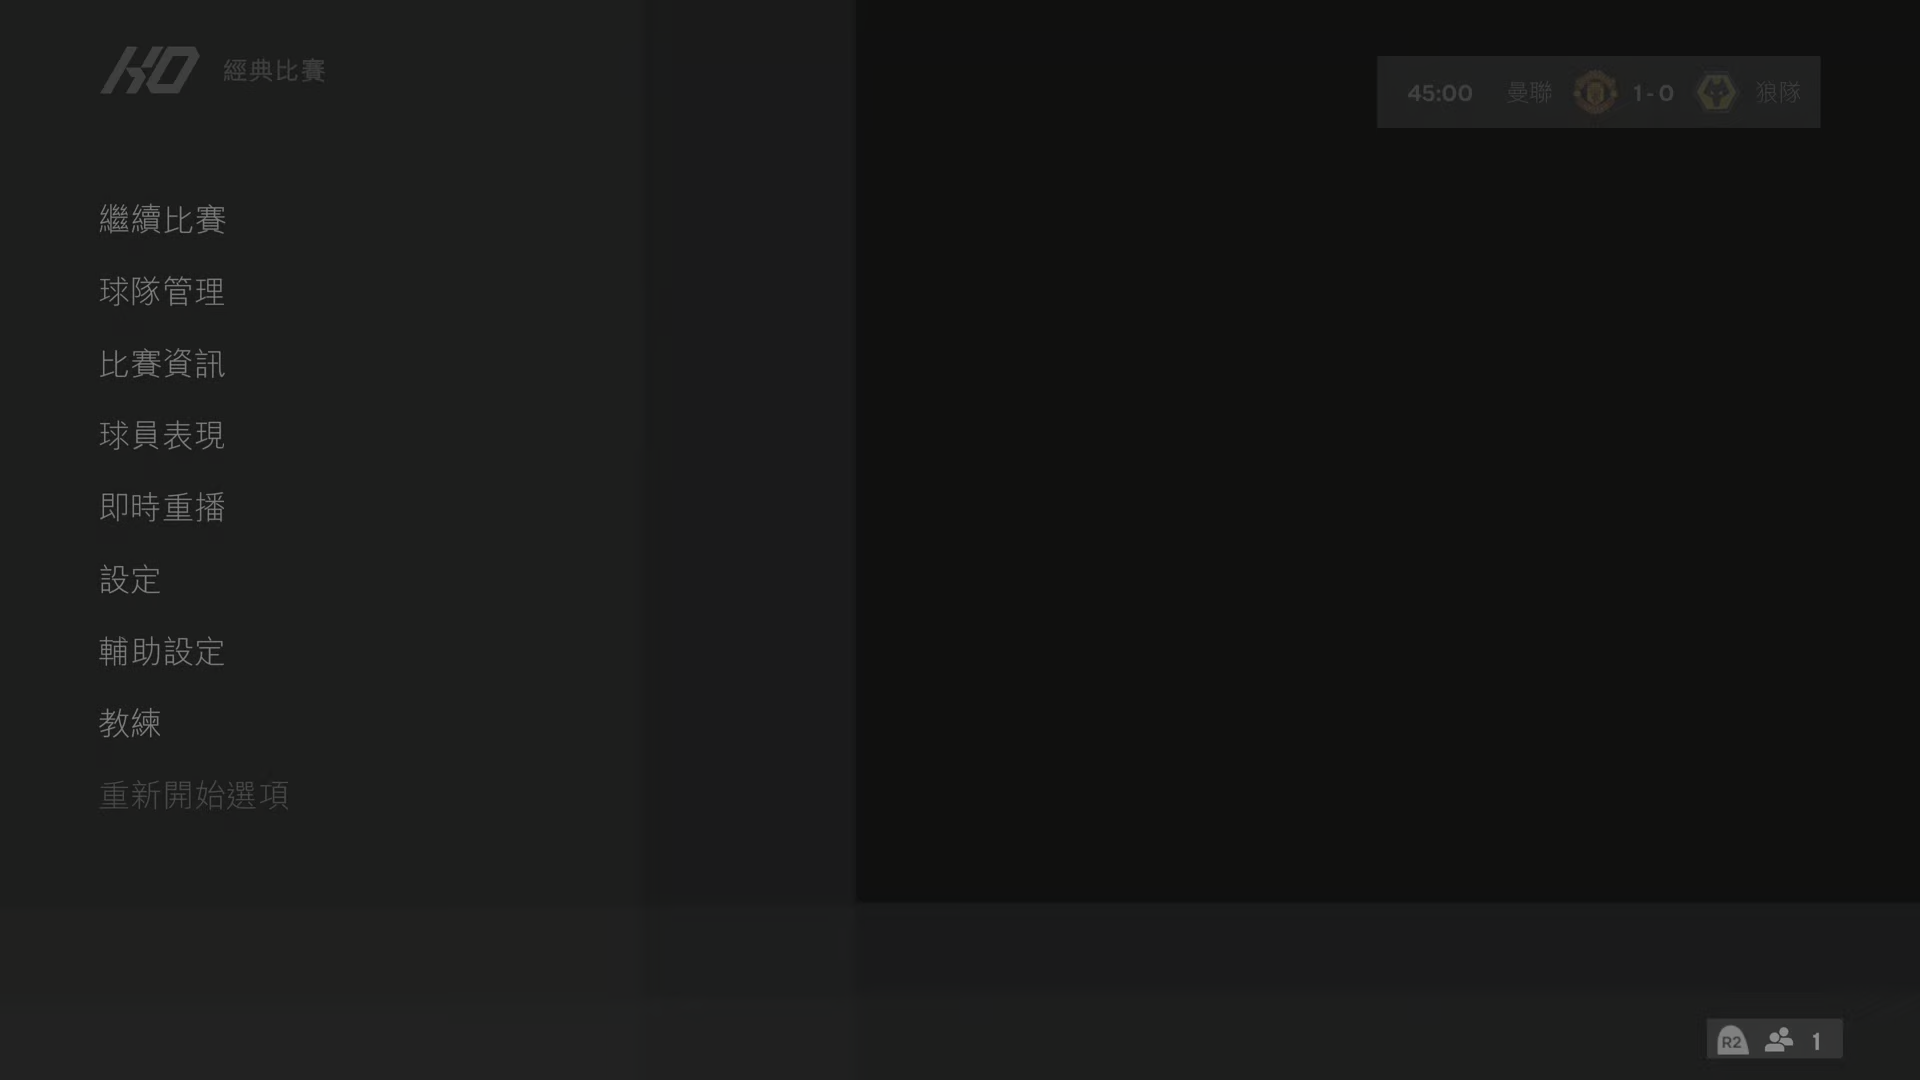 KO 經典比賽
45:00 曼聯 1-0 狼隊
繼續比賽
球隊管理
比賽資訊
球員表現
即時重播
設定
輔助設定
教練
重新開始選項
R2 1